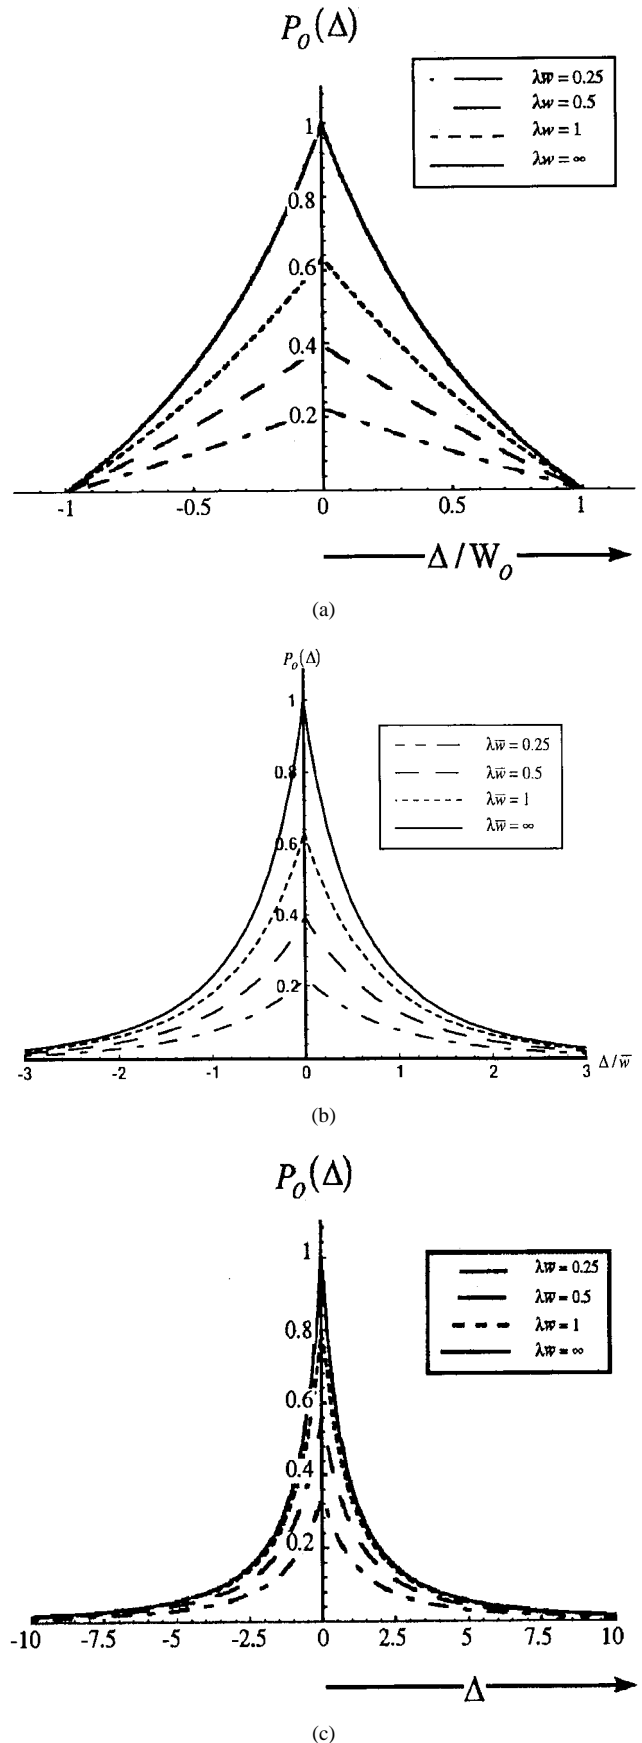 P_O(Δ)
λw̅ = 0.25
λw = 0.5
λw = 1
λw = ∞
1
0.8
0.6
0.4
0.2
-1 -0.5 0 0.5 1
Δ/W_O
(a)
P_O(Δ)
1
0.8
0.6
0.4
0.2
λw̅ = 0.25
λw̅ = 0.5
λw̅ = 1
λw̅ = ∞
-3 -2 -1 0 1 2 3 Δ/w̅
(b)
P_O(Δ)
1
0.8
0.6
0.4
0.2
λw̅ = 0.25
λw̅ = 0.5
λw̅ = 1
λw̅ = ∞
-10 -7.5 -5 -2.5 0 2.5 5 7.5 10
Δ
(c)